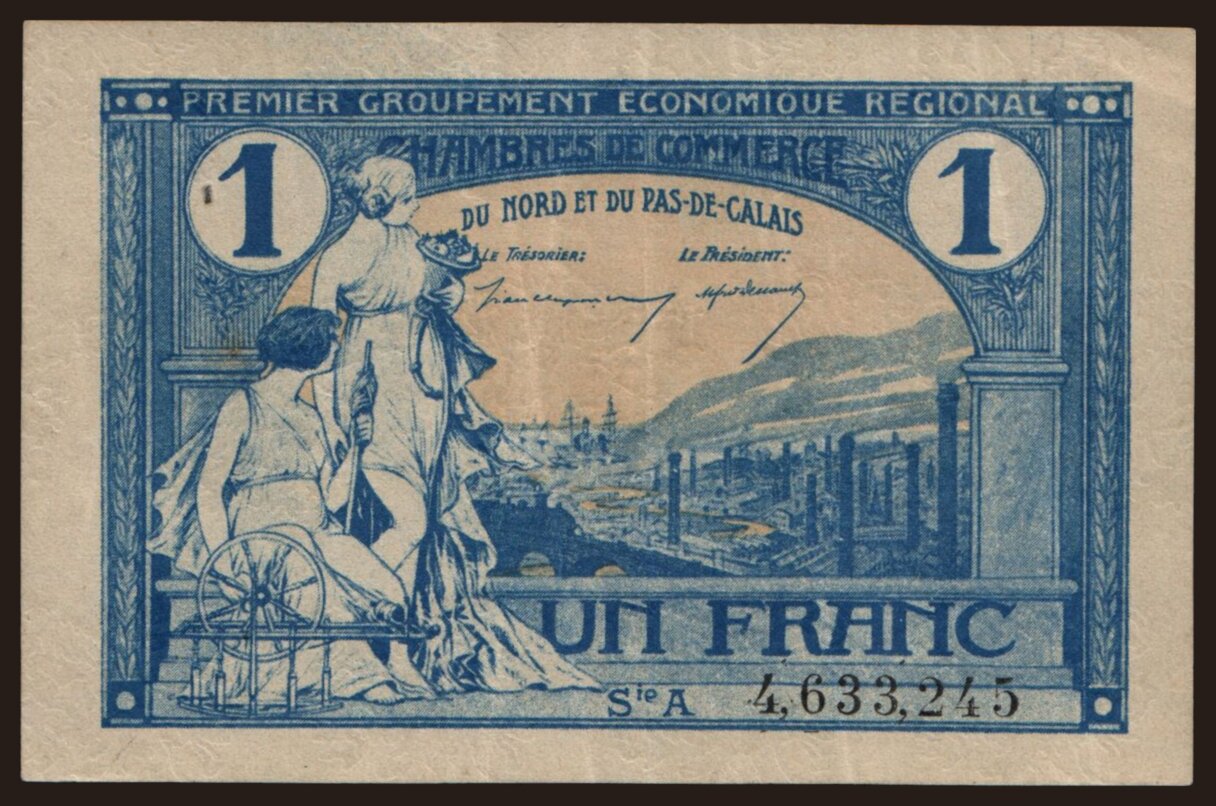 PREMIER GROUPEMENT ECONOMIQUE REGIONAL
1 1
CHAMBRES DE COMMERCE
DU NORD ET DU PAS-DE-CALAIS
LE TRÉSORIER: LE PRÉSIDENT:
UN FRANC
Sie A 4,633,245